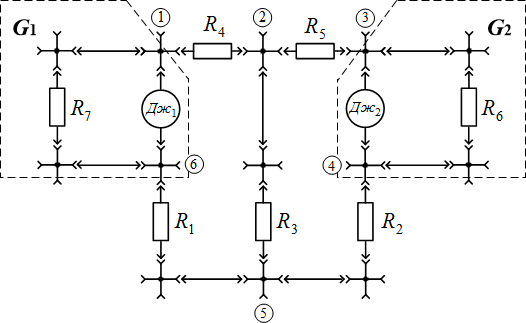 G1 ① ② ③ G2
R4 R5
R7 Дж1 Дж2 R6
⑥ ④
R1 R3 R2
⑤